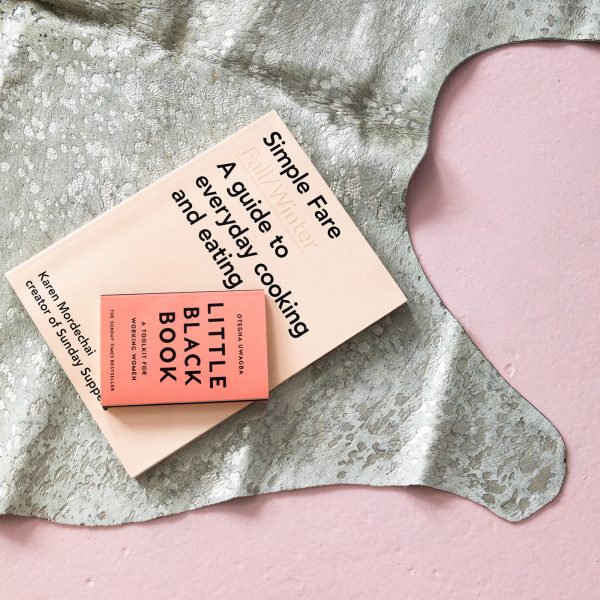 Simple Fare
Fall/Winter
A guide to
everyday cooking
and eating
Karen Mordechai
creator of Sunday Suppe
OTEGHA UWAGBA
LITTLE
BLACK
BOOK
A TOOLKIT FOR
WORKING WOMEN
THE SUNDAY TIMES BESTSELLER